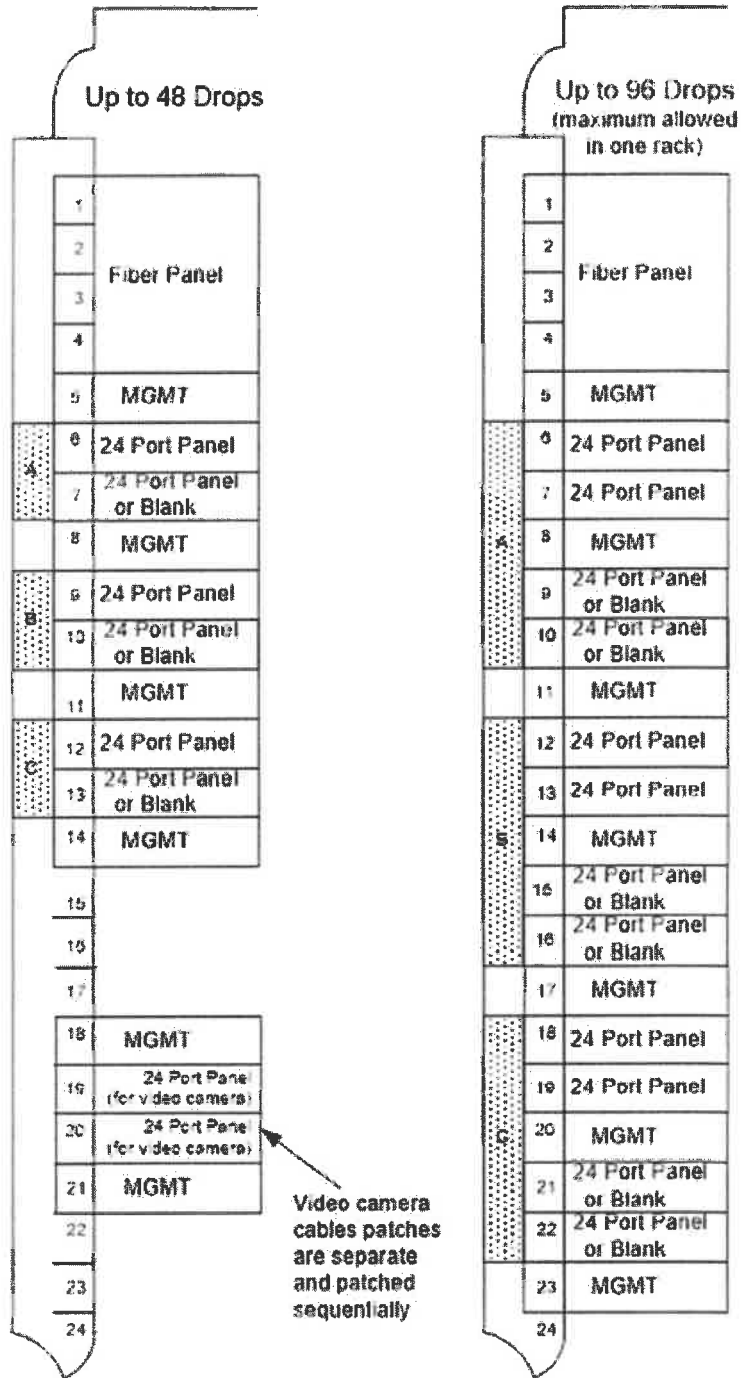 Up to 48 Drops
1
2
3
4
Fiber Panel
5
MGMT
A
6
24 Port Panel
7
24 Port Panel
or Blank
8
MGMT
B
9
24 Port Panel
10
24 Port Panel
or Blank
11
MGMT
C
12
24 Port Panel
13
24 Port Panel
or Blank
14
MGMT
15
16
17
18
MGMT
19
24 Port Panel
(for video camera)
20
24 Port Panel
(for video camera)
21
MGMT
22
23
24
Video camera
cables patches
are separate
and patched
sequentially
Up to 96 Drops
(maximum allowed
in one rack)
1
2
3
4
Fiber Panel
5
MGMT
A
6
24 Port Panel
7
24 Port Panel
8
MGMT
9
24 Port Panel
or Blank
10
24 Port Panel
or Blank
11
MGMT
B
12
24 Port Panel
13
24 Port Panel
14
MGMT
15
24 Port Panel
or Blank
16
24 Port Panel
or Blank
17
MGMT
C
18
24 Port Panel
19
24 Port Panel
20
MGMT
21
24 Port Panel
or Blank
22
24 Port Panel
or Blank
23
MGMT
24